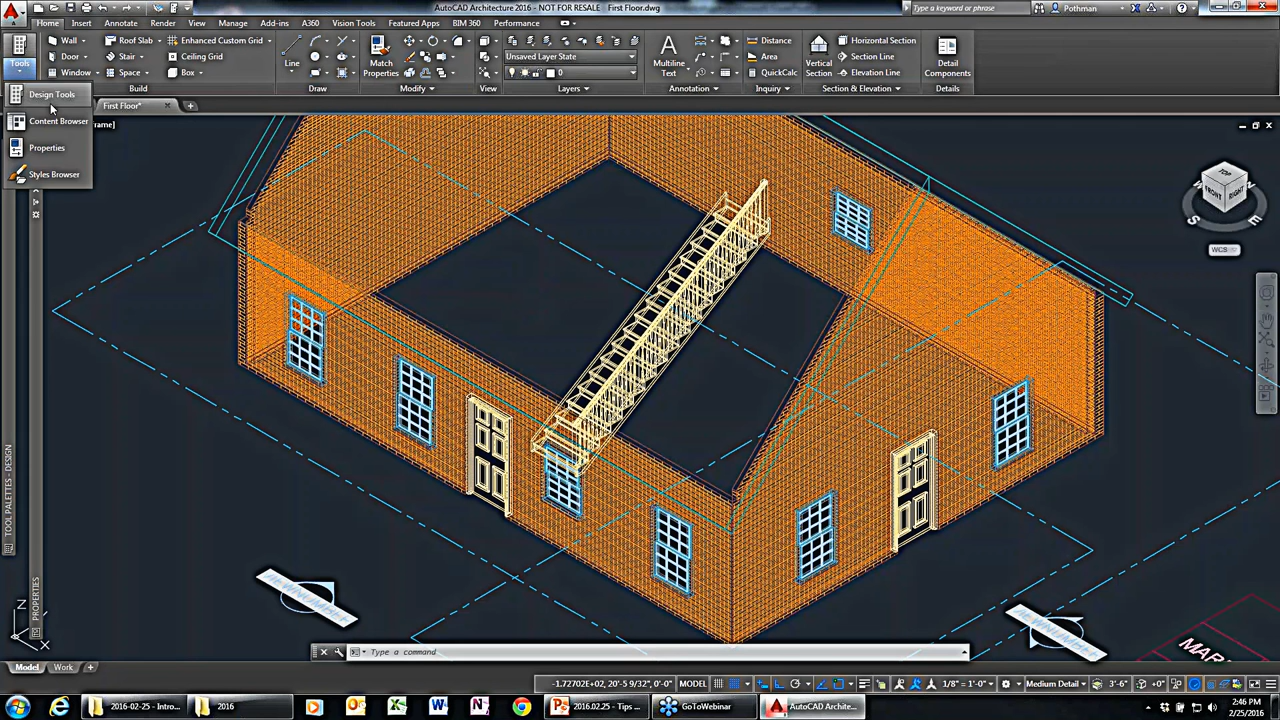 AutoCAD Architecture 2016 - NOT FOR RESALE First Floor.dwg
Type a keyword or phrase
Pothman
Home Insert Annotate Render View Manage Add-ins A360 Vision Tools Featured Apps BIM 360 Performance
Tools
Wall
Door
Window
Roof Slab
Stair
Space
Enhanced Custom Grid
Ceiling Grid
Box
Build
Line
Draw
Match
Properties
Modify
Unsaved Layer State
0
Layers
Multiline
Text
Annotation
Distance
Area
QuickCalc
Inquiry
Vertical
Section
Horizontal Section
Section Line
Elevation Line
Section & Elevation
Detail
Components
Details
Design Tools
Content Browser
Properties
Styles Browser
First Floor*
rame]
TOP
FRONT
RIGHT
W
S
E
WCS
TOOL PALETTES - DESIGN
PROPERTIES
Z
X
Type a command
Model Work
-1.72702E+02, 20'-5 9/32", 0'-0"
MODEL
1/8" = 1'-0"
Medium Detail
3'-6"
+0"
2016-02-25 - Intro...
2016
2016.02.25 - Tips ...
GoToWebinar
AutoCAD Archite...
2:46 PM
2/25/2016